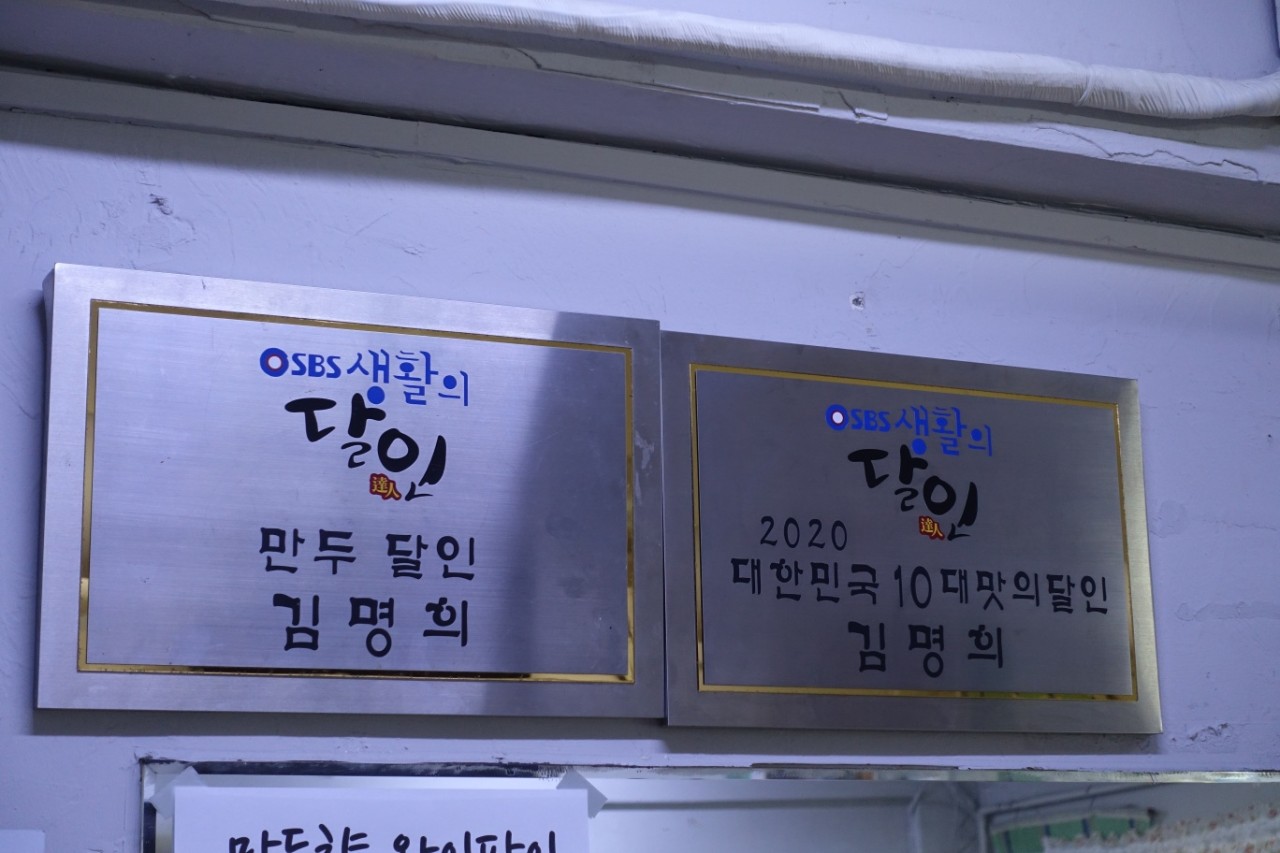 SBS 생활의
달인
達人
만두 달인
김명희
SBS 생활의
달인
達人
2020
대한민국 10대맛의달인
김명희